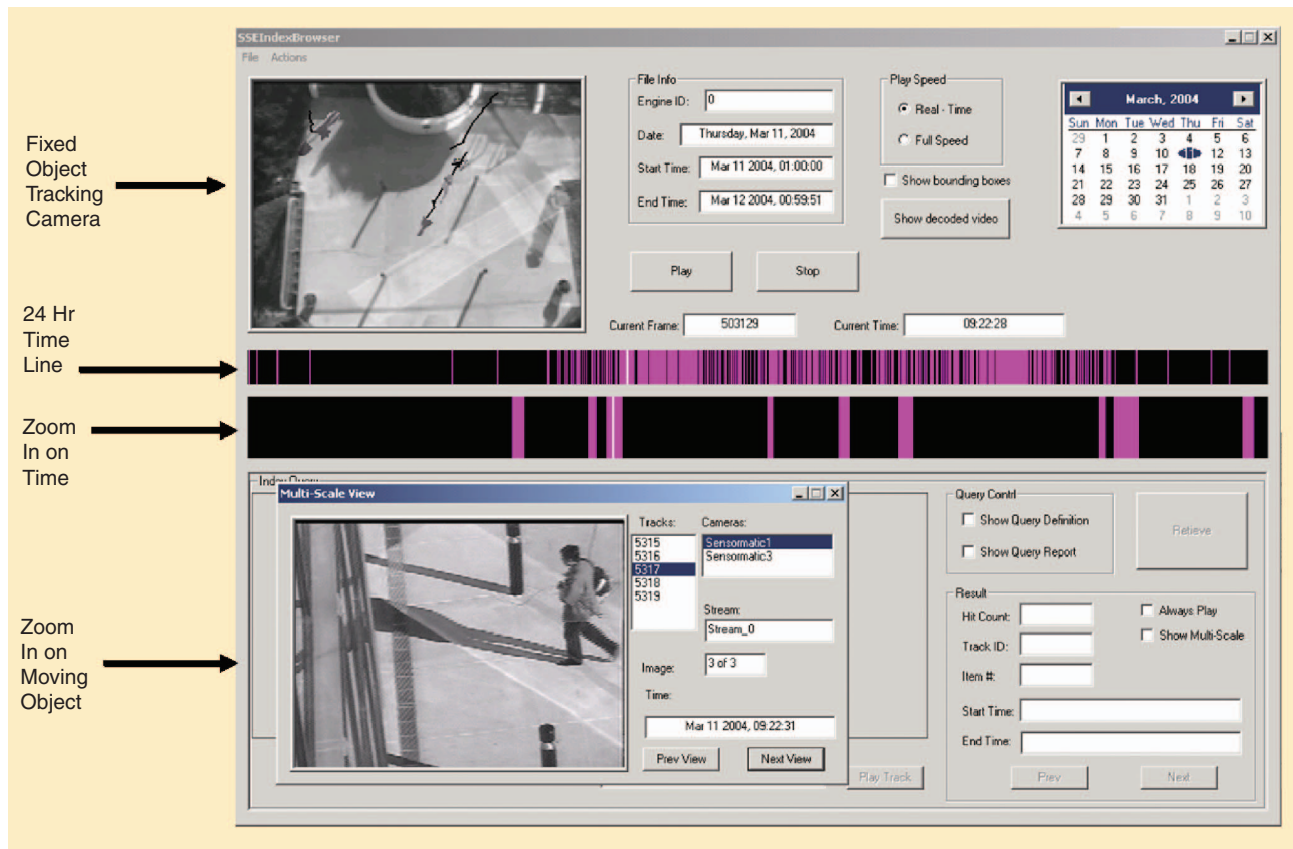 SSEIndexBrowser
File Actions
Fixed
Object
Tracking
Camera
File Info
Engine ID: 0
Date: Thursday, Mar 11, 2004
Start Time: Mar 11 2004, 01:00:00
End Time: Mar 12 2004, 00:59:51
Play Speed
Real - Time
Full Speed
Show bounding boxes
Show decoded video
March, 2004
Sun Mon Tue Wed Thu Fri Sat
29 1 2 3 4 5 6
7 8 9 10 11 12 13
14 15 16 17 18 19 20
21 22 23 24 25 26 27
28 29 30 31 1 2 3
4 5 6 7 8 9 10
Play Stop
Current Frame: 503129 Current Time: 09:22:28
24 Hr
Time
Line
Zoom
In on
Time
Zoom
In on
Moving
Object
Index Query
Multi-Scale View
Tracks:
5315
5316
5317
5318
5319
Cameras:
Sensormatic1
Sensormatic3
Stream:
Stream_0
Image: 3 of 3
Time:
Mar 11 2004, 09:22:31
Prev View Next View
Play Track
Query Contrl
Show Query Definition
Show Query Report
Retrieve
Result
Hit Count:
Track ID:
Item #:
Always Play
Show Multi-Scale
Start Time:
End Time:
Prev Next